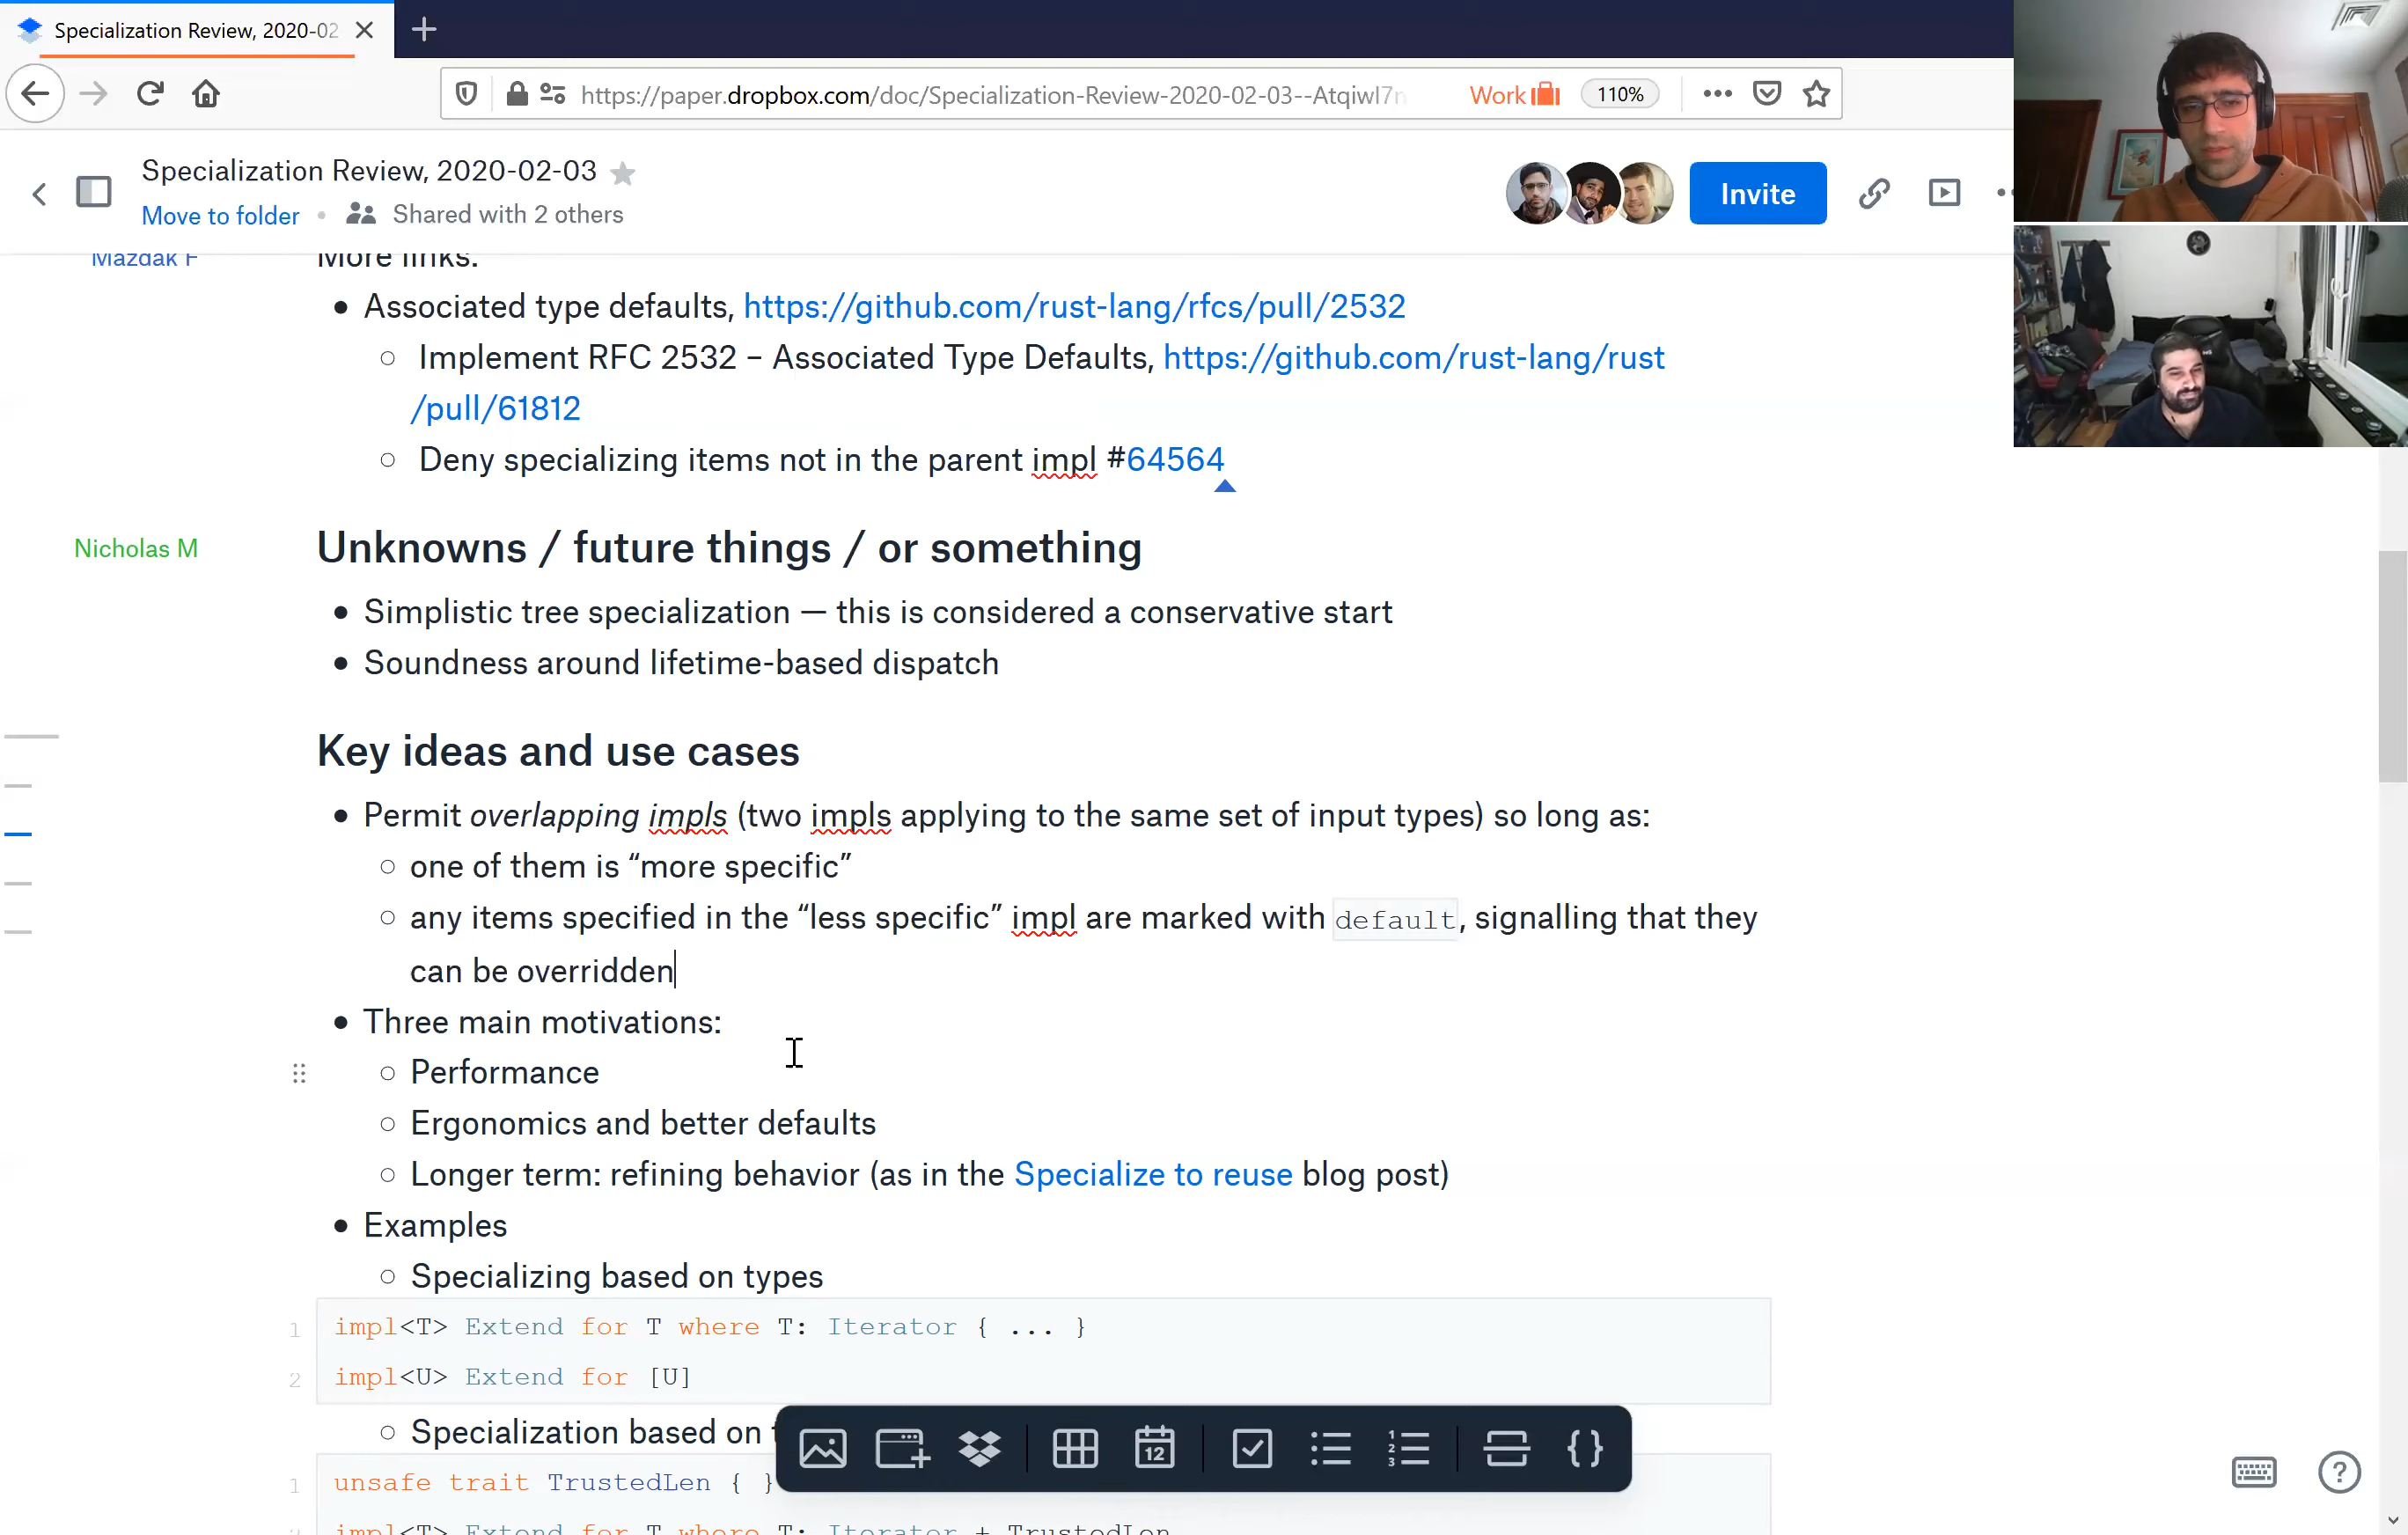 Specialization Review, 2020-02
https://paper.dropbox.com/doc/Specialization-Review-2020-02-03--Atqiwl7
Work
110%
Specialization Review, 2020-02-03
Move to folder
Shared with 2 others
Invite
Mazdak F
More links:
• Associated type defaults, https://github.com/rust-lang/rfcs/pull/2532
○ Implement RFC 2532 – Associated Type Defaults, https://github.com/rust-lang/rust
/pull/61812
○ Deny specializing items not in the parent impl #64564
Nicholas M
Unknowns / future things / or something
• Simplistic tree specialization — this is considered a conservative start
• Soundness around lifetime-based dispatch
Key ideas and use cases
• Permit overlapping impls (two impls applying to the same set of input types) so long as:
○ one of them is “more specific”
○ any items specified in the “less specific” impl are marked with default, signalling that they
can be overridden
• Three main motivations:
○ Performance
○ Ergonomics and better defaults
○ Longer term: refining behavior (as in the Specialize to reuse blog post)
• Examples
○ Specializing based on types
1 impl<T> Extend for T where T: Iterator { ... }
2 impl<U> Extend for [U]
○ Specialization based on
12
1 unsafe trait TrustedLen { }
impl<T> Extend for T where T: Iterator + TrustedLen